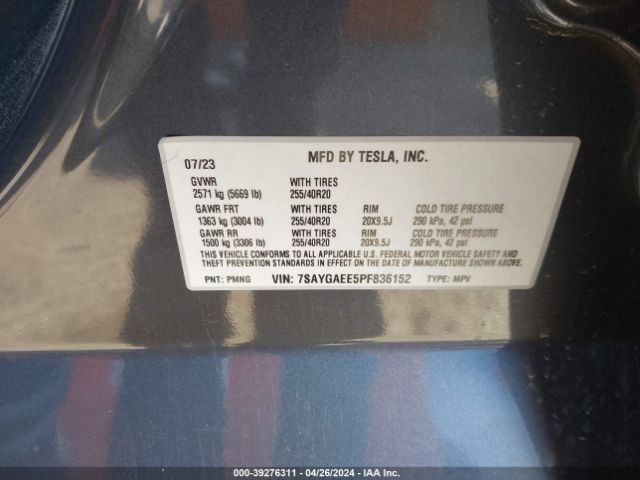 07/23 MFD BY TESLA, INC.
GVWR WITH TIRES
2571 kg (5669 lb) 255/40R20
GAWR FRT WITH TIRES RIM COLD TIRE PRESSURE
1363 kg (3004 lb) 255/40R20 20X9.5J 290 kPa, 42 psi
GAWR RR WITH TIRES RIM COLD TIRE PRESSURE
1500 kg (3306 lb) 255/40R20 20X9.5J 290 kPa, 42 psi
THIS VEHICLE CONFORMS TO ALL APPLICABLE U.S. FEDERAL MOTOR VEHICLE SAFETY AND
THEFT PREVENTION STANDARDS IN EFFECT ON THE DATE OF MANUFACTURE SHOWN ABOVE.
PNT: PMNG VIN: 7SAYGAEE5PF836152 TYPE: MPV
000-39276311 / 04/26/2024 - IAA Inc.